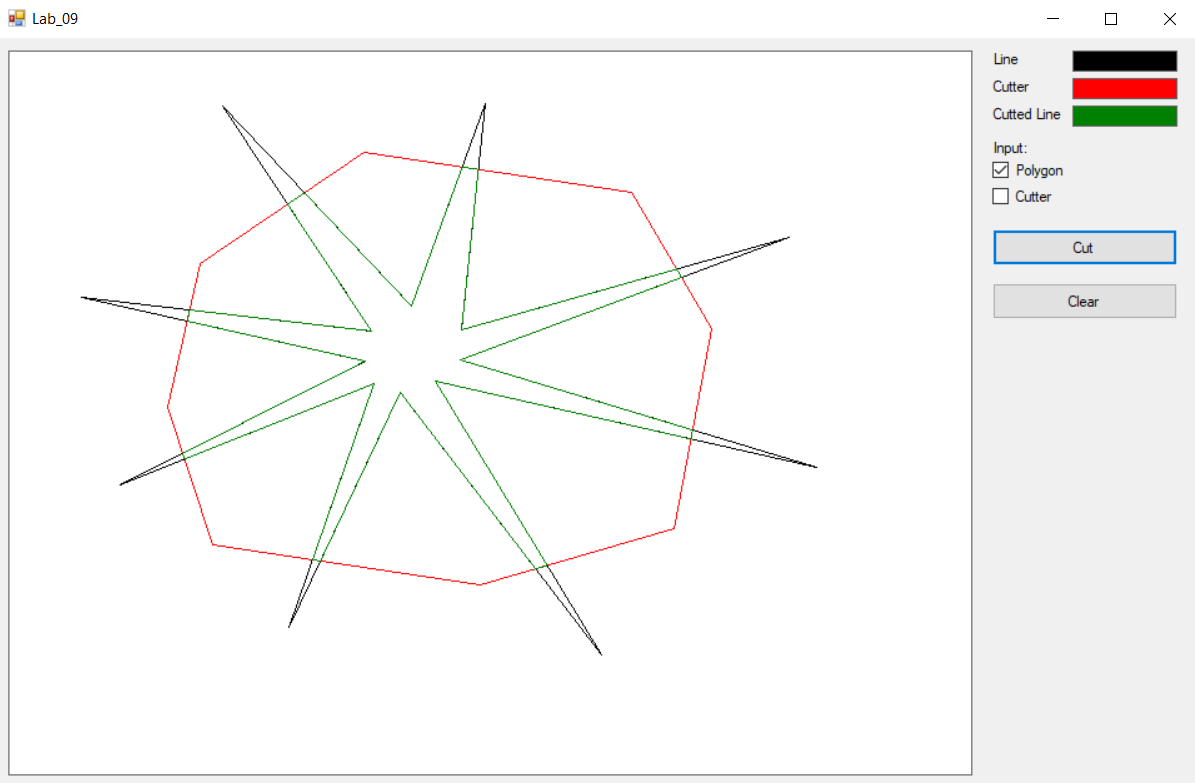 Lab_09
Line
Cutter
Cutted Line
Input:
Polygon
Cutter
Cut
Clear